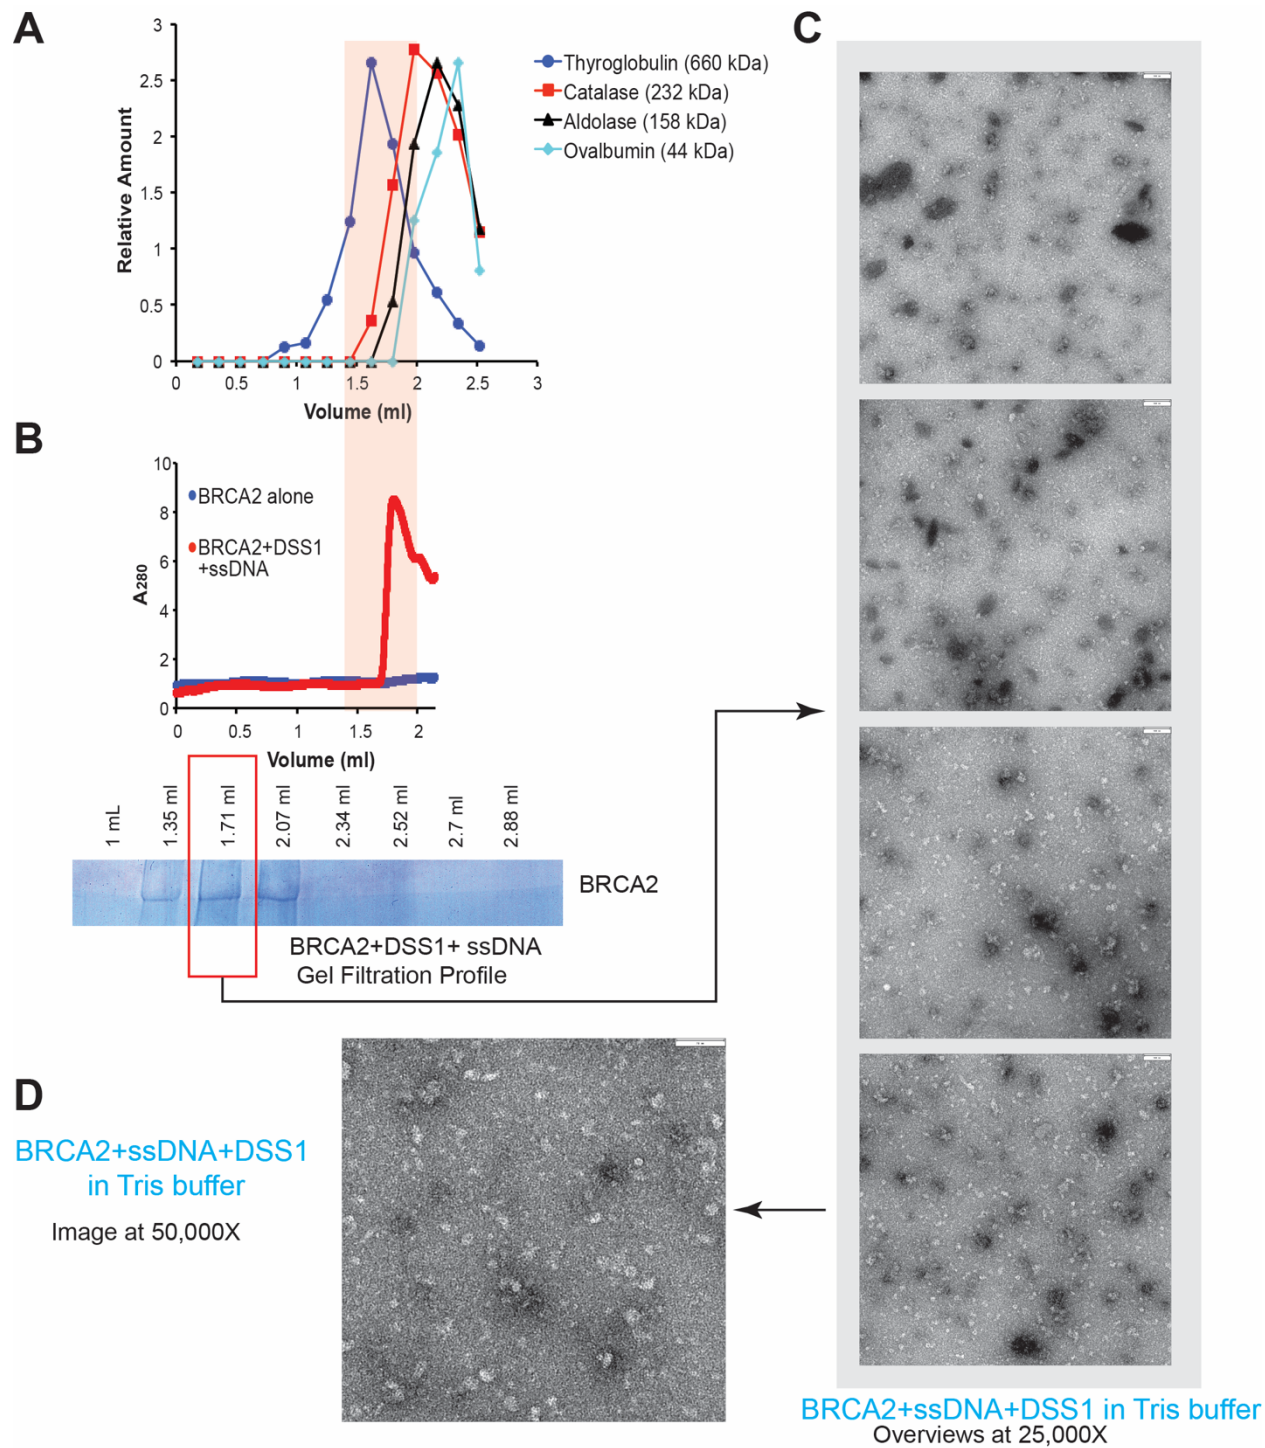 A
3
2.5
2
1.5
1
0.5
0
Relative Amount
0 0.5 1 1.5 2 2.5 3
Volume (ml)
Thyroglobulin (660 kDa)
Catalase (232 kDa)
Aldolase (158 kDa)
Ovalbumin (44 kDa)
B
10
8
6
4
2
0
A280
BRCA2 alone
BRCA2+DSS1
+ssDNA
0 0.5 1 1.5 2
Volume (ml)
1 mL
1.35 ml
1.71 ml
2.07 ml
2.34 ml
2.52 ml
2.7 ml
2.88 ml
BRCA2
BRCA2+DSS1+ ssDNA
Gel Filtration Profile
C
BRCA2+ssDNA+DSS1 in Tris buffer
Overviews at 25,000X
D
BRCA2+ssDNA+DSS1
in Tris buffer
Image at 50,000X